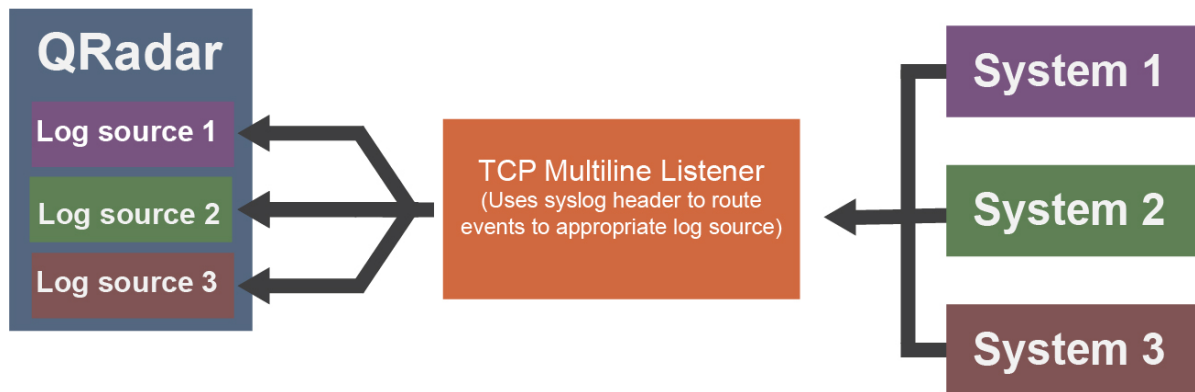 QRadar
Log source 1
Log source 2
Log source 3
TCP Multiline Listener
(Uses syslog header to route
events to appropriate log source)
System 1
System 2
System 3